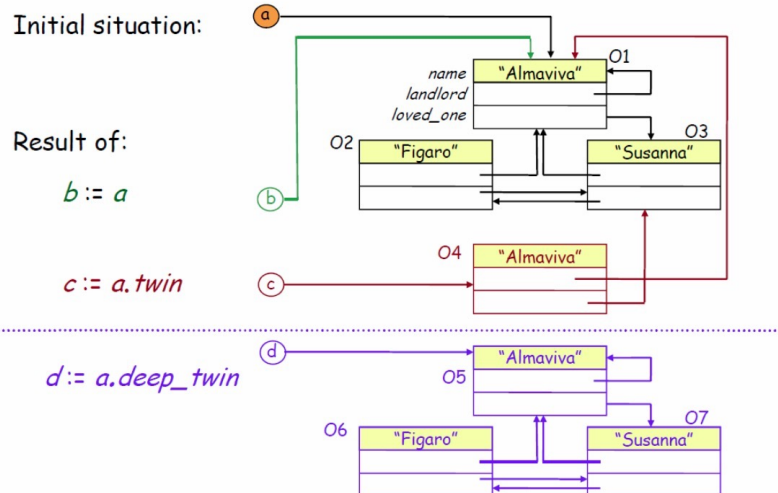 Initial situation:
a
O1
name
"Almaviva"
landlord
loved_one
Result of:
O2
"Figaro"
O3
"Susanna"
b := a
b
O4
"Almaviva"
c := a.twin
c
d
"Almaviva"
d := a.deep_twin
O5
O6
"Figaro"
O7
"Susanna"